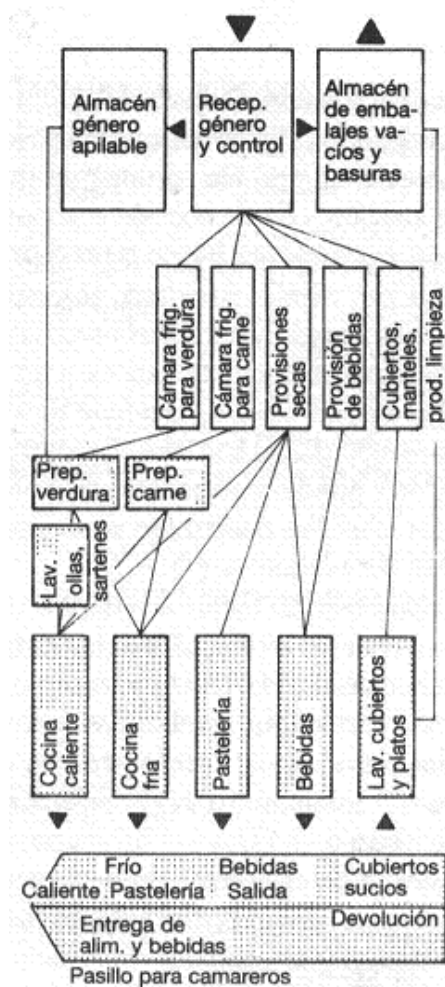 Almacén
género
apilable
Recep.
género
y control
Almacén
de emba-
lajes va-
cíos y
basuras
Cámara frig.
para verdura
Cámara frig.
para carne
Provisiones
secas
Provisión
de bebidas
Cubiertos,
manteles.
prod. limpieza
Prep.
verdura
Prep.
carne
Lav.
ollas,
sartenes
Cocina
caliente
Cocina
fría
Pastelería
Bebidas
Lav. cubiertos
y platos
Frío Bebidas Cubiertos
Caliente Pastelería Salida sucios
Entrega de Devolución
alim. y bebidas
Pasillo para camareros